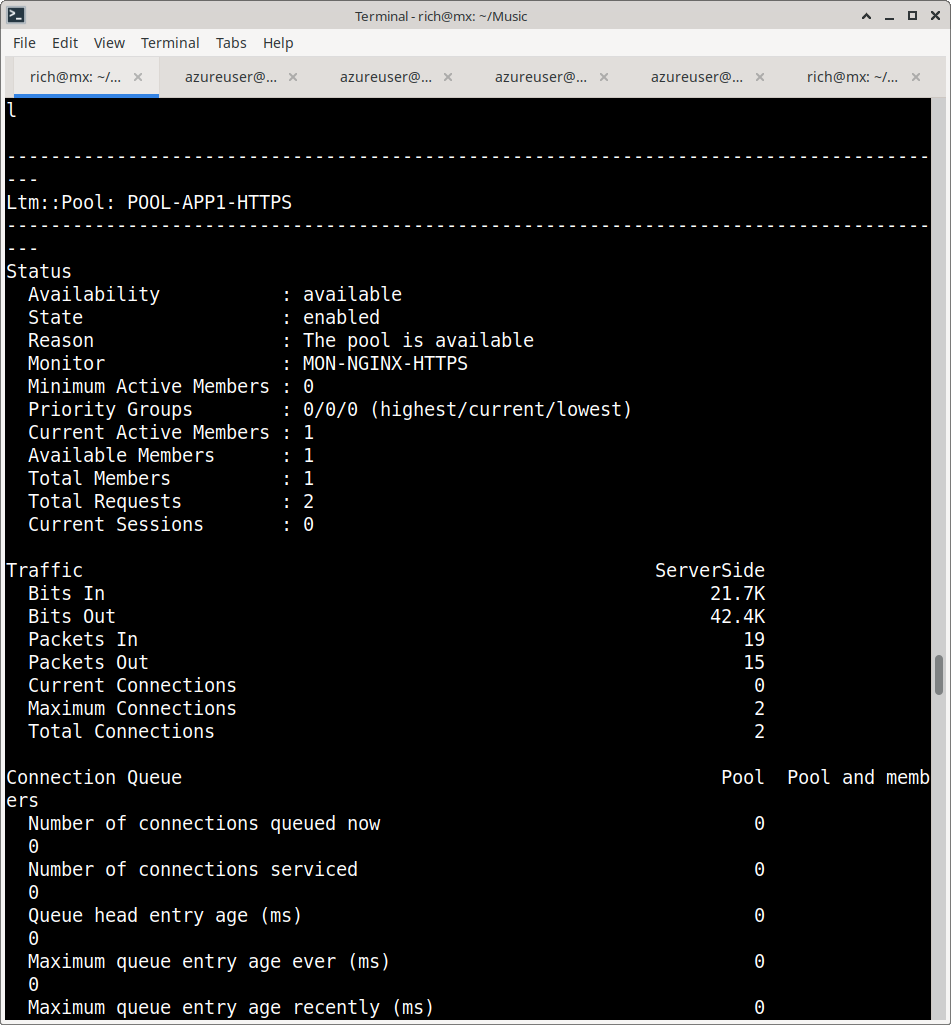 Terminal - rich@mx: ~/Music
File Edit View Terminal Tabs Help
rich@mx: ~/... azureuser@... azureuser@... azureuser@... azureuser@... rich@mx: ~/...
l
------------------------------------------------------------------------------------
---
Ltm::Pool: POOL-APP1-HTTPS
------------------------------------------------------------------------------------
---
Status
  Availability           : available
  State                  : enabled
  Reason                 : The pool is available
  Monitor                : MON-NGINX-HTTPS
  Minimum Active Members : 0
  Priority Groups        : 0/0/0 (highest/current/lowest)
  Current Active Members : 1
  Available Members      : 1
  Total Members          : 1
  Total Requests         : 2
  Current Sessions       : 0
Traffic                                                    ServerSide
  Bits In                                                       21.7K
  Bits Out                                                      42.4K
  Packets In                                                       19
  Packets Out                                                      15
  Current Connections                                               0
  Maximum Connections                                               2
  Total Connections                                                 2
Connection Queue                                                 Pool  Pool and memb
ers
  Number of connections queued now                                  0
  0
  Number of connections serviced                                    0
  0
  Queue head entry age (ms)                                         0
  0
  Maximum queue entry age ever (ms)                                 0
  0
  Maximum queue entry age recently (ms)                             0